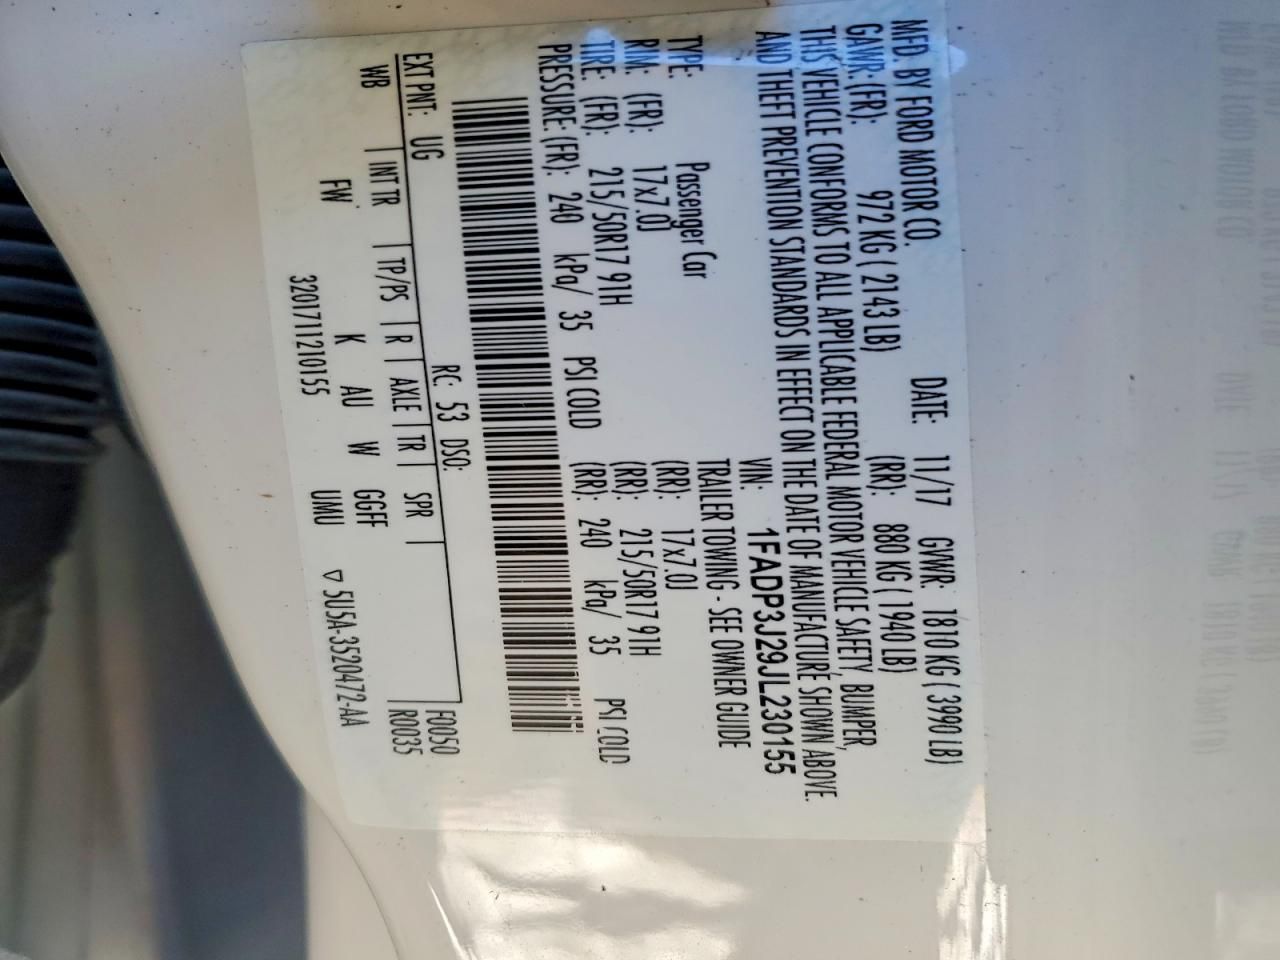 MFD. BY FORD MOTOR CO. DATE: 11/17 GVWR: 1810 KG ( 3990 LB)
GAWR: (FR): 972 KG ( 2143 LB) (RR): 880 KG ( 1940 LB)
THIS VEHICLE CONFORMS TO ALL APPLICABLE FEDERAL MOTOR VEHICLE SAFETY, BUMPER,
AND THEFT PREVENTION STANDARDS IN EFFECT ON THE DATE OF MANUFACTURE SHOWN ABOVE.
VIN: 1FADP3J29JL230155
TYPE: Passenger Car TRAILER TOWING - SEE OWNER GUIDE
RIM: (FR): 17x7.0J (RR): 17x7.0J
TIRE: (FR): 215/50R17 91H (RR): 215/50R17 91H
PRESSURE: (FR): 240 kPa/ 35 PSI COLD (RR): 240 kPa/ 35 PSI COLD
EXT PNT: UG RC: 53 DSO: F0050
WB | INT TR | TP/PS | R | AXLE | TR | SPR | R0035
FW K AU W GGFF
3201711210155 UMU ▽ 5U5A-3520472-AA